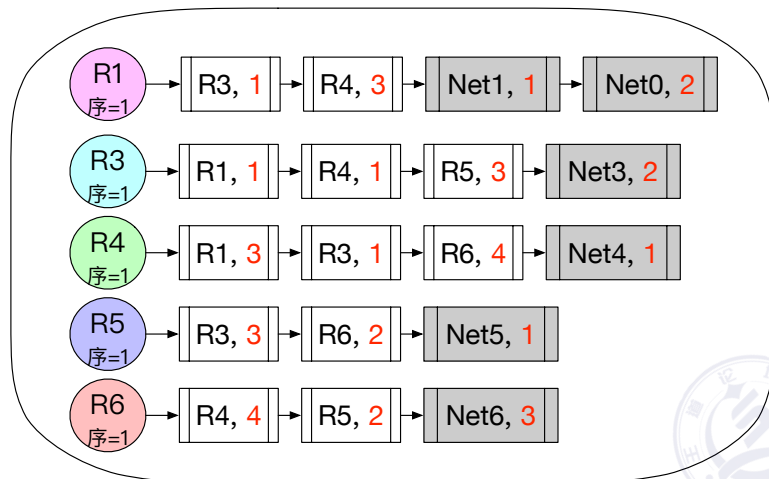 R1 序=1 R3, 1 R4, 3 Net1, 1 Net0, 2
R3 序=1 R1, 1 R4, 1 R5, 3 Net3, 2
R4 序=1 R1, 3 R3, 1 R6, 4 Net4, 1
R5 序=1 R3, 3 R6, 2 Net5, 1
R6 序=1 R4, 4 R5, 2 Net6, 3